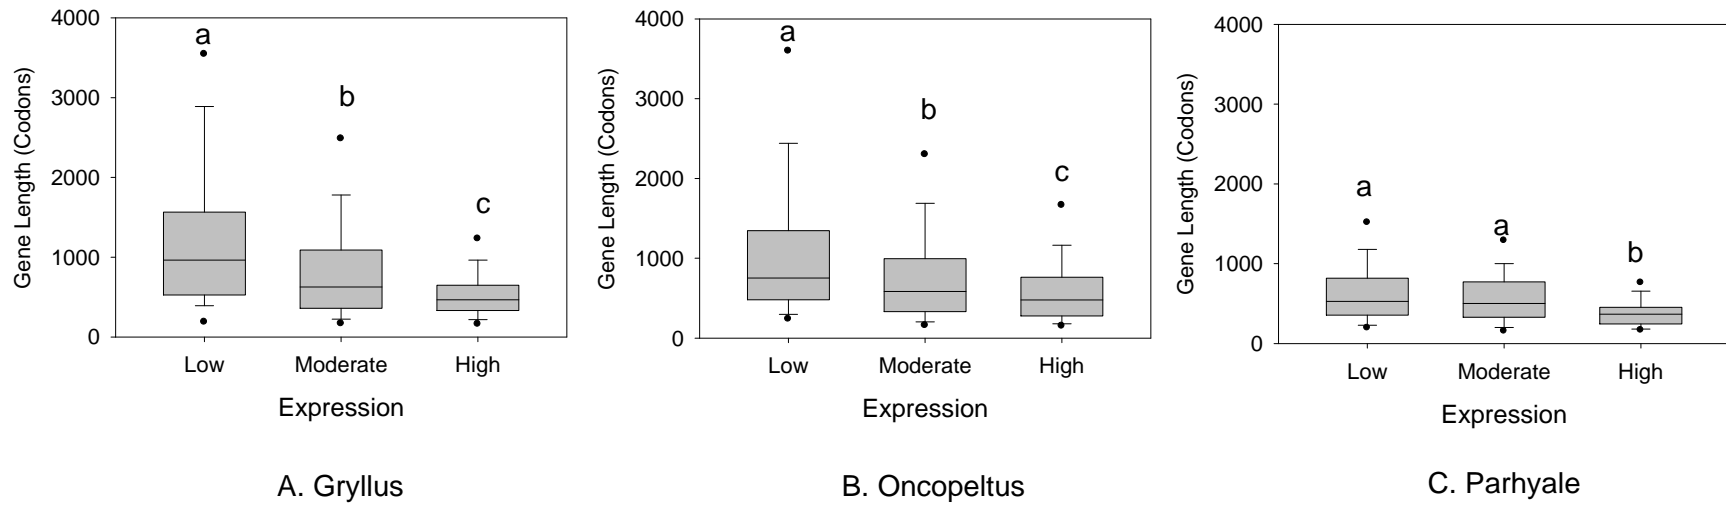 4000
3000
2000
1000
0
Gene Length (Codons)
a
b
c
Low Moderate High
Expression
A. Gryllus
4000
3000
2000
1000
0
Gene Length (Codons)
a
b
c
Low Moderate High
Expression
B. Oncopeltus
4000
3000
2000
1000
0
Gene Length (Codons)
a
a
b
Low Moderate High
Expression
C. Parhyale